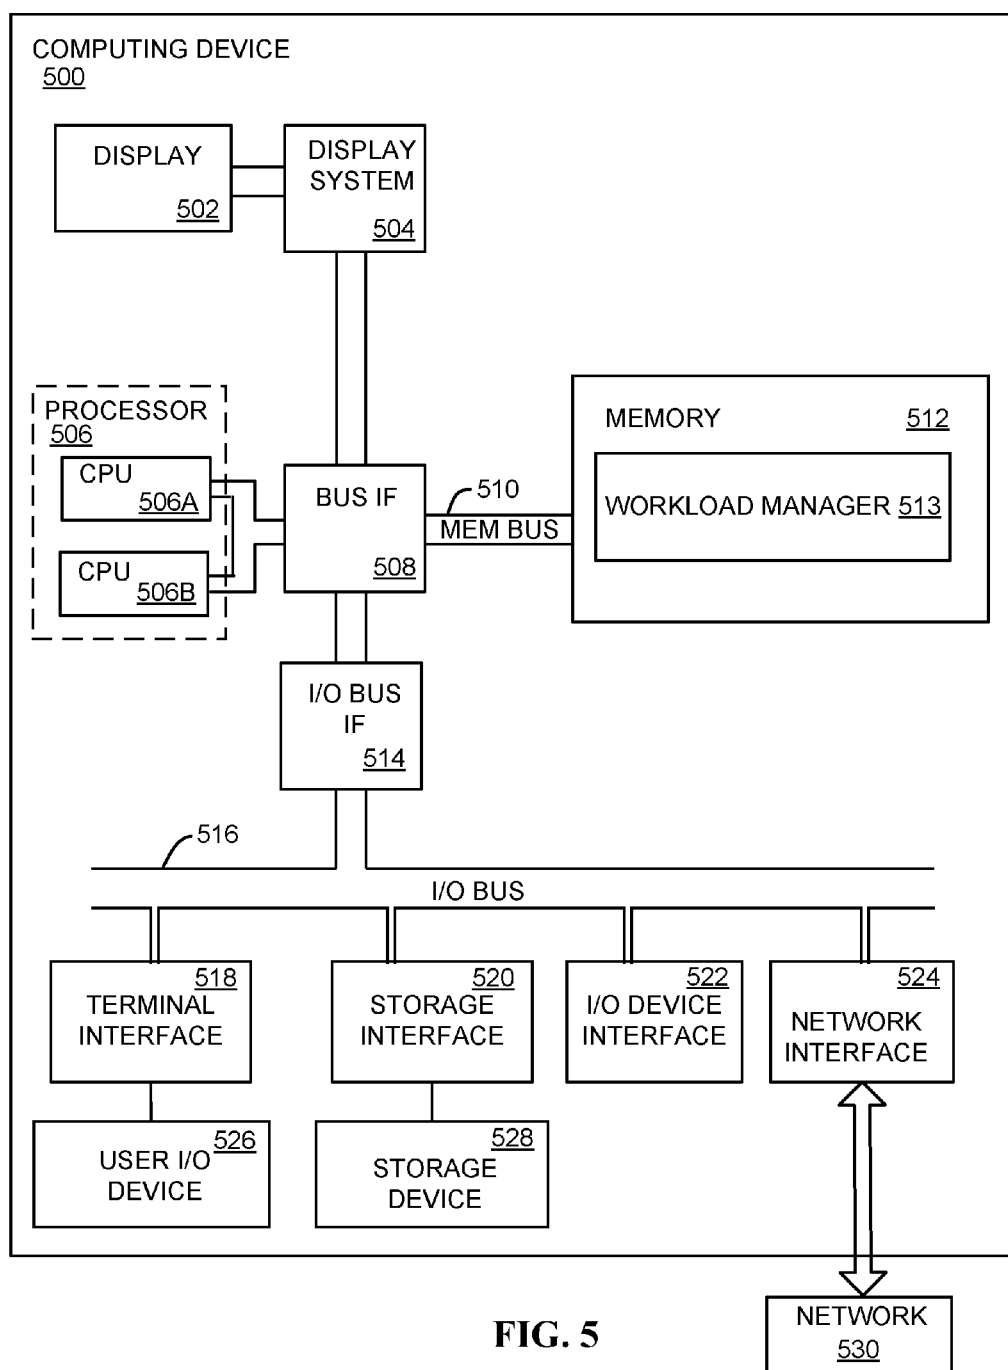 COMPUTING DEVICE
500
DISPLAY
502
DISPLAY
SYSTEM
504
PROCESSOR
506
CPU
506A
CPU
506B
BUS IF
508
510
MEM BUS
MEMORY
512
WORKLOAD MANAGER 513
I/O BUS
IF
514
516
I/O BUS
518
TERMINAL
INTERFACE
520
STORAGE
INTERFACE
522
I/O DEVICE
INTERFACE
524
NETWORK
INTERFACE
526
USER I/O
DEVICE
528
STORAGE
DEVICE
NETWORK
530
FIG. 5